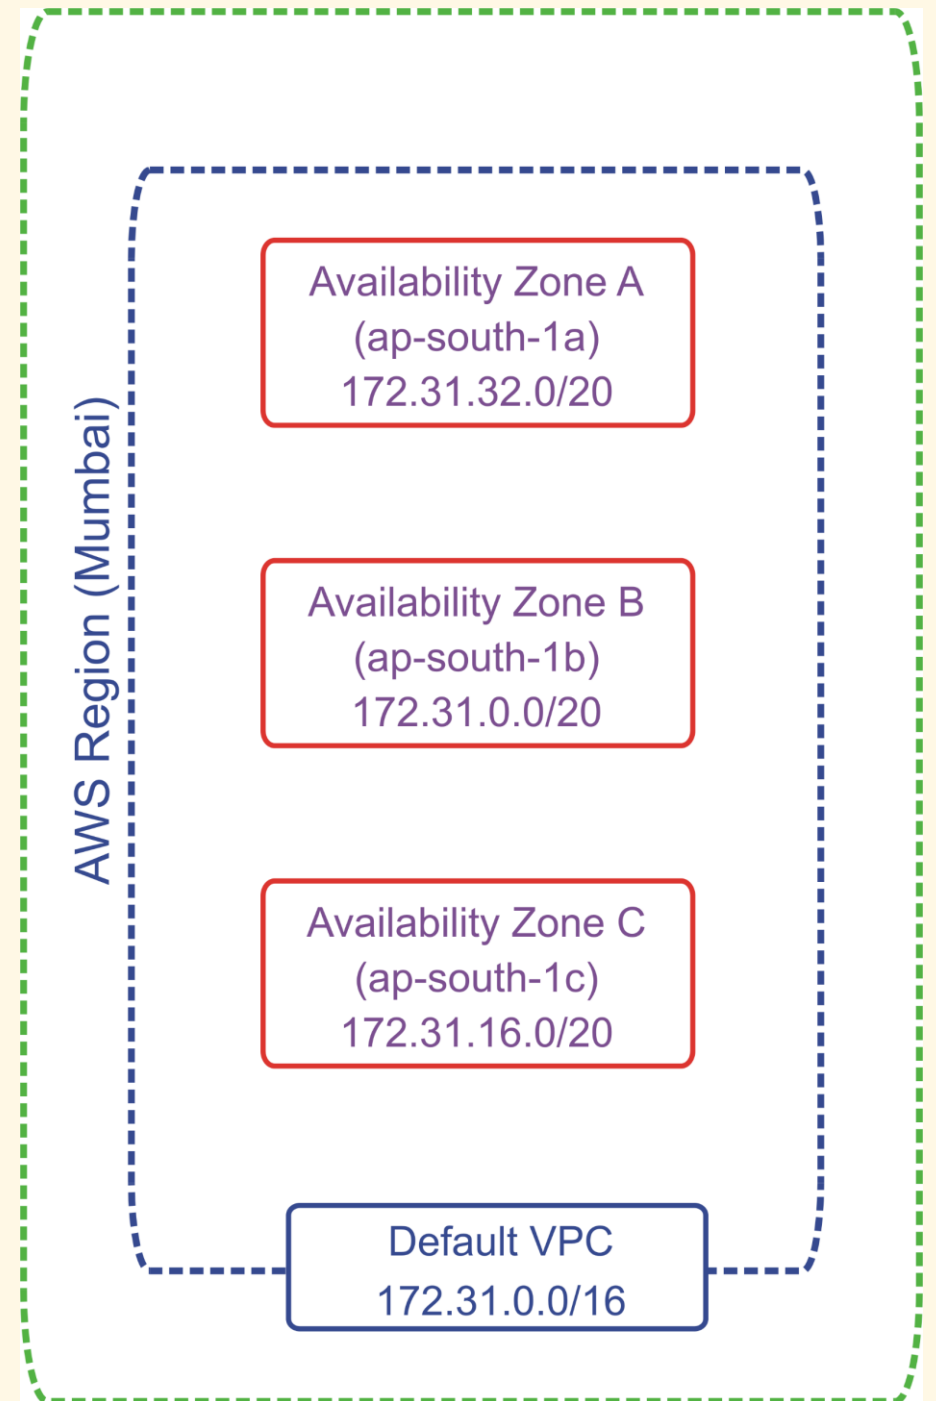 AWS Region (Mumbai)
Availability Zone A
(ap-south-1a)
172.31.32.0/20
Availability Zone B
(ap-south-1b)
172.31.0.0/20
Availability Zone C
(ap-south-1c)
172.31.16.0/20
Default VPC
172.31.0.0/16